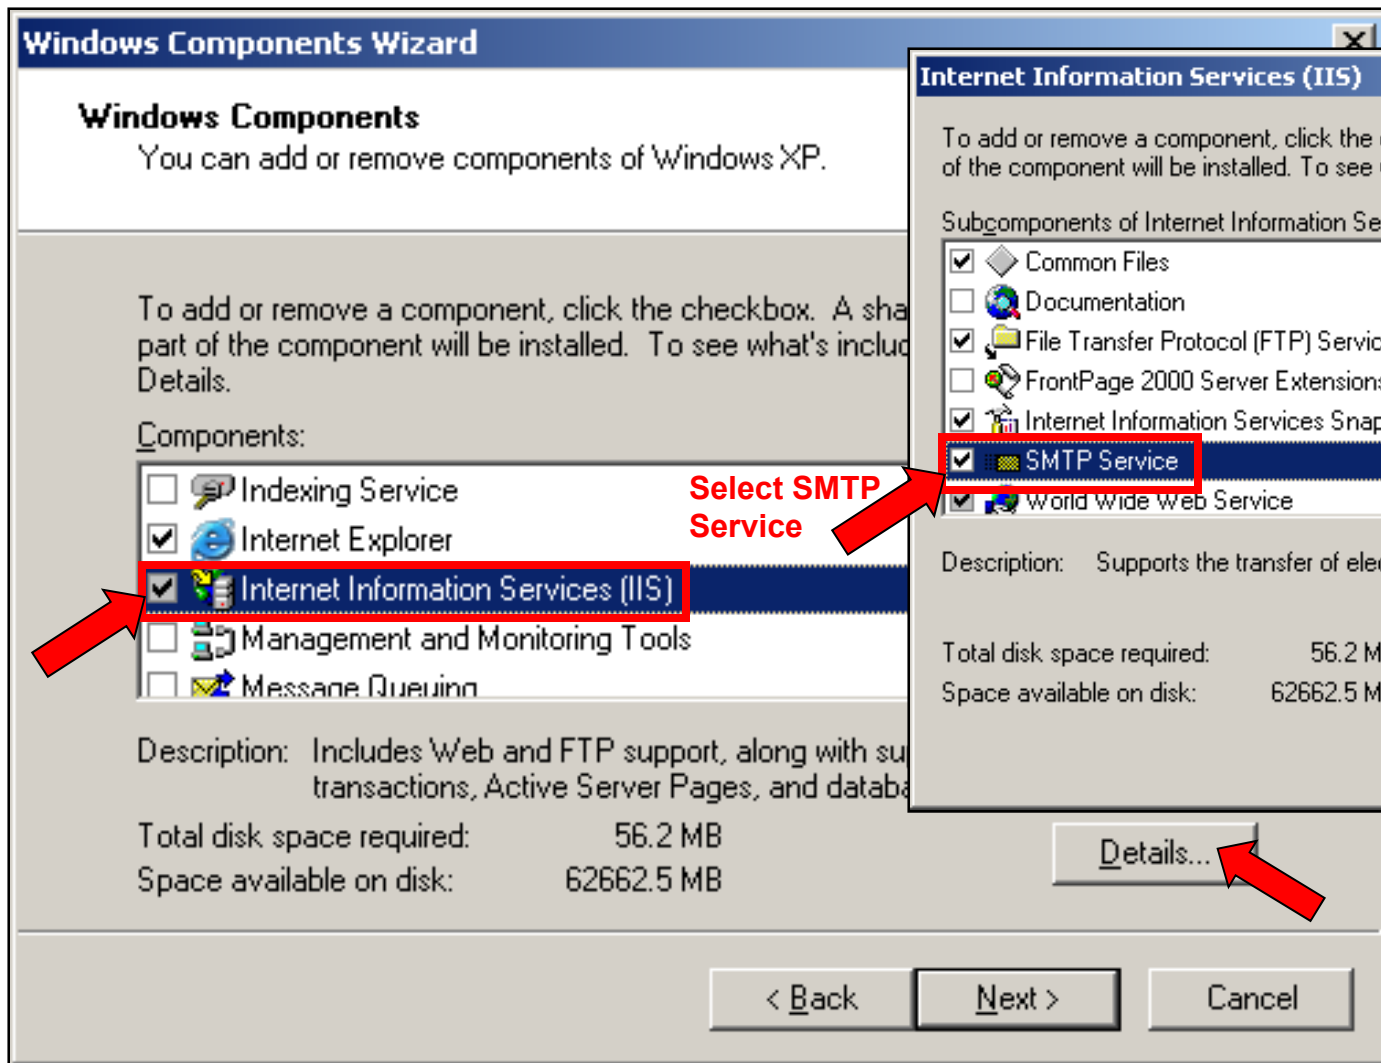 Windows Components Wizard
Windows Components
You can add or remove components of Windows XP.
To add or remove a component, click the checkbox. A sha
part of the component will be installed. To see what's includ
Details.
Components:
Indexing Service
Internet Explorer
Internet Information Services (IIS)
Management and Monitoring Tools
Message Queuing
Description: Includes Web and FTP support, along with su
transactions, Active Server Pages, and databa
Total disk space required: 56.2 MB
Space available on disk: 62662.5 MB
Details...
< Back
Next >
Cancel
Select SMTP
Service
Internet Information Services (IIS)
To add or remove a component, click the
of the component will be installed. To see
Subcomponents of Internet Information Se
Common Files
Documentation
File Transfer Protocol (FTP) Servic
FrontPage 2000 Server Extensions
Internet Information Services Snap
SMTP Service
World Wide Web Service
Description: Supports the transfer of elec
Total disk space required: 56.2 M
Space available on disk: 62662.5 M